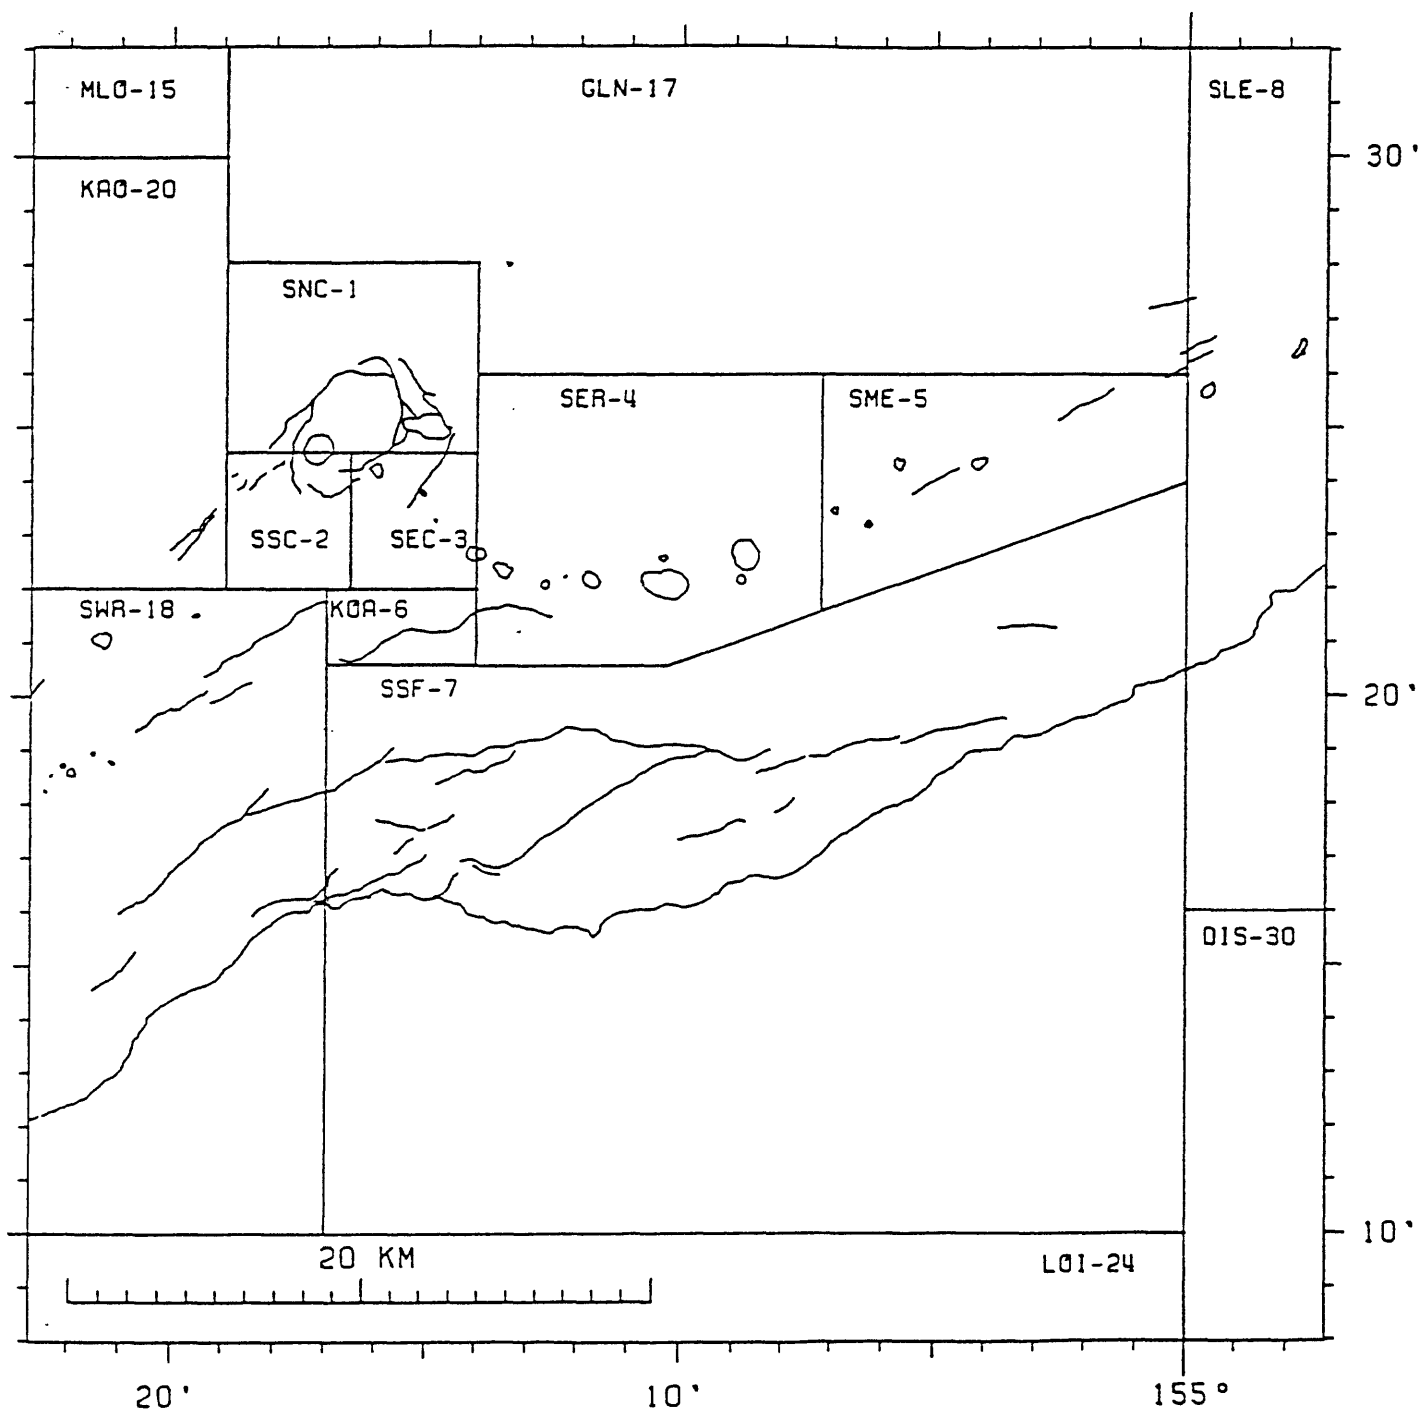 MLO-15
GLN-17
SLE-8
30'
KAO-20
SNC-1
SER-4
SME-5
SSC-2
SEC-3
SWR-18
KOA-6
SSF-7
20'
DIS-30
10'
20 KM
LOI-24
20'
10'
155°